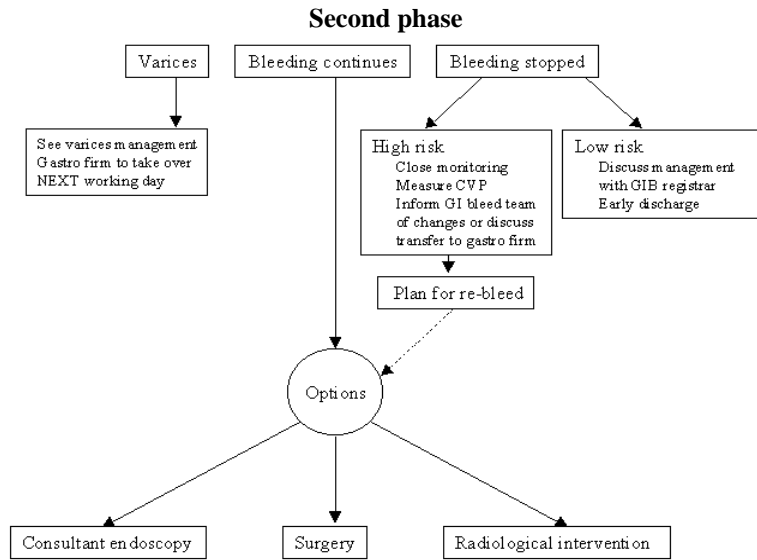 Second phase
Varices
Bleeding continues
Bleeding stopped
See varices management
Gastro firm to take over
NEXT working day
High risk
Close monitoring
Measure CVP
Inform GI bleed team
of changes or discuss
transfer to gastro firm
Low risk
Discuss management
with GIB registrar
Early discharge
Plan for re-bleed
Options
Consultant endoscopy
Surgery
Radiological intervention